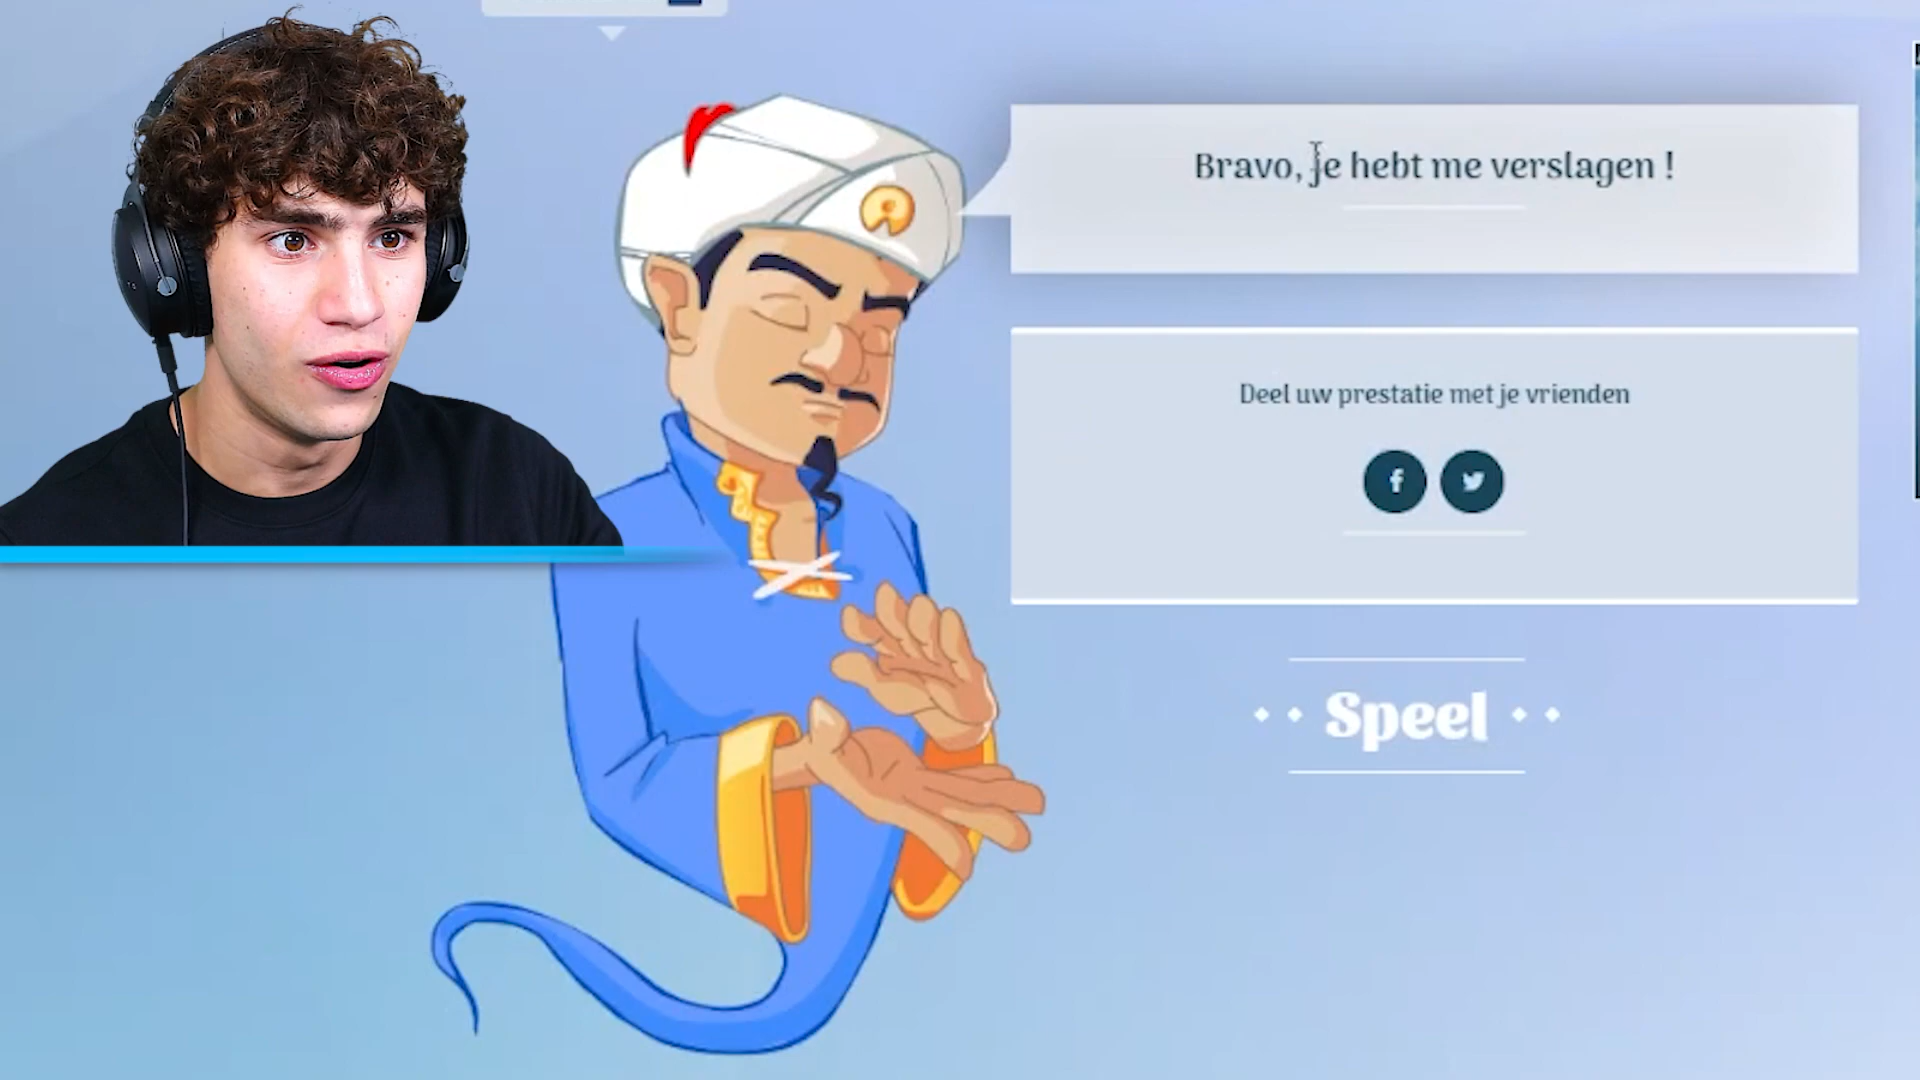 Bravo, je hebt me verslagen !
Deel uw prestatie met je vrienden
Speel